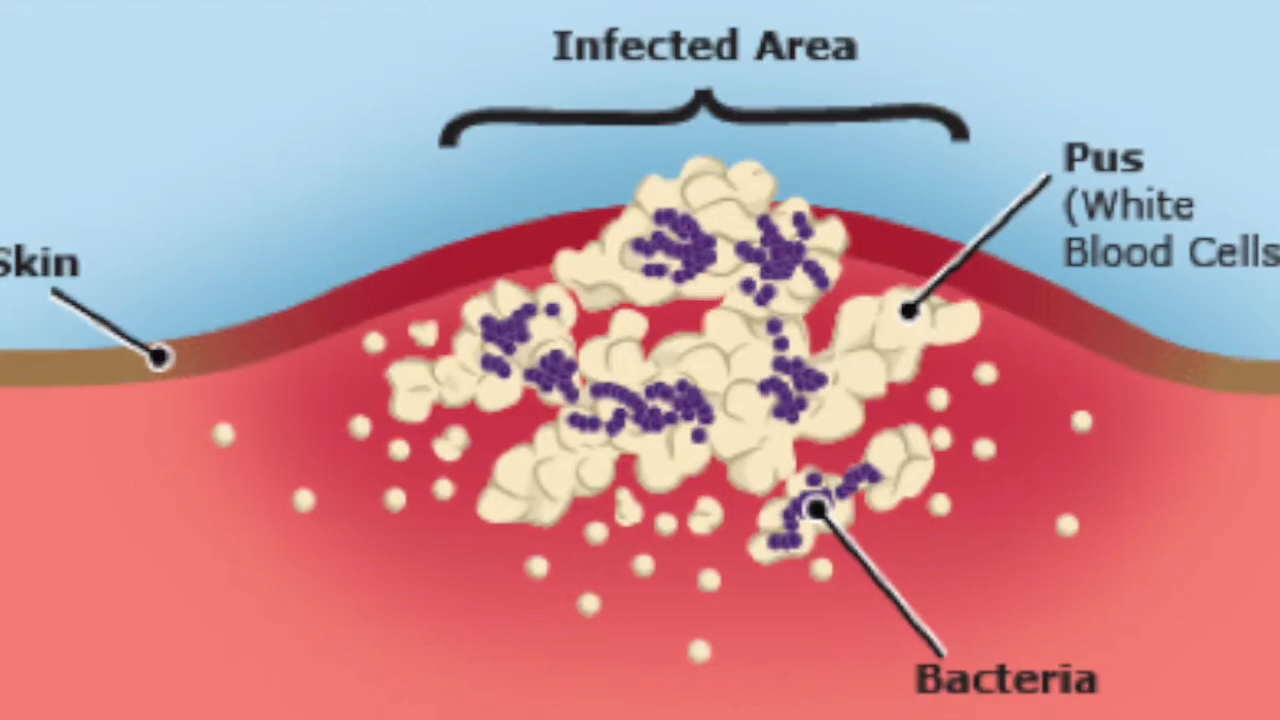 Infected Area
Pus
(White
Blood Cells
Skin
Bacteria